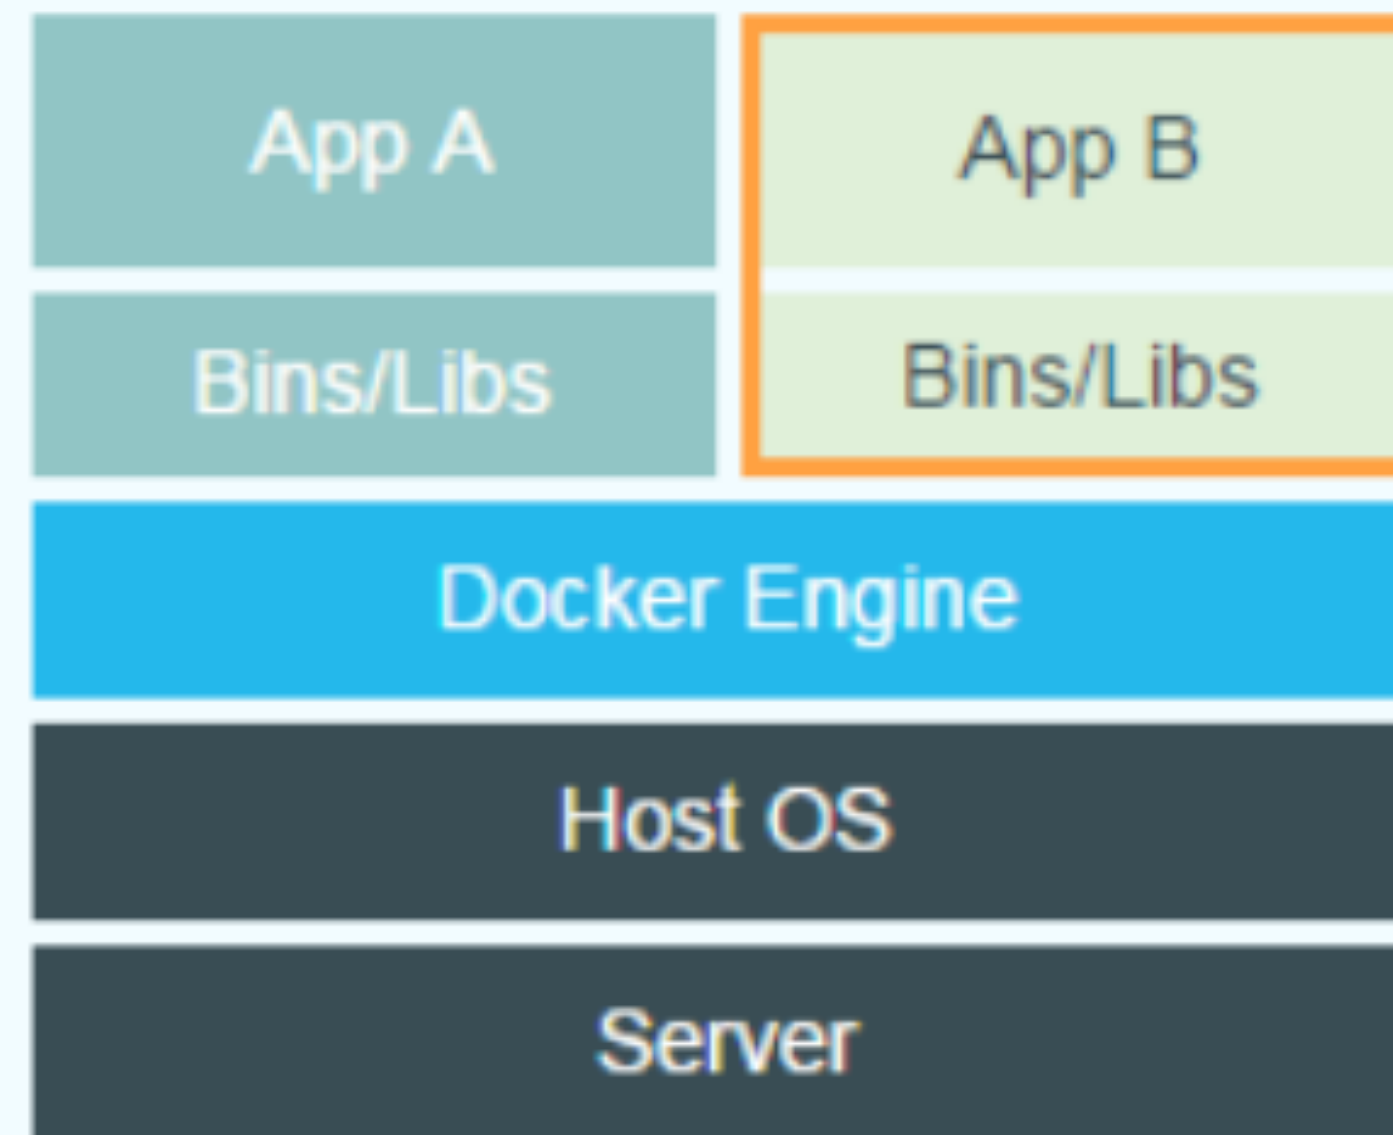 App A
App B
Bins/Libs
Bins/Libs
Docker Engine
Host OS
Server